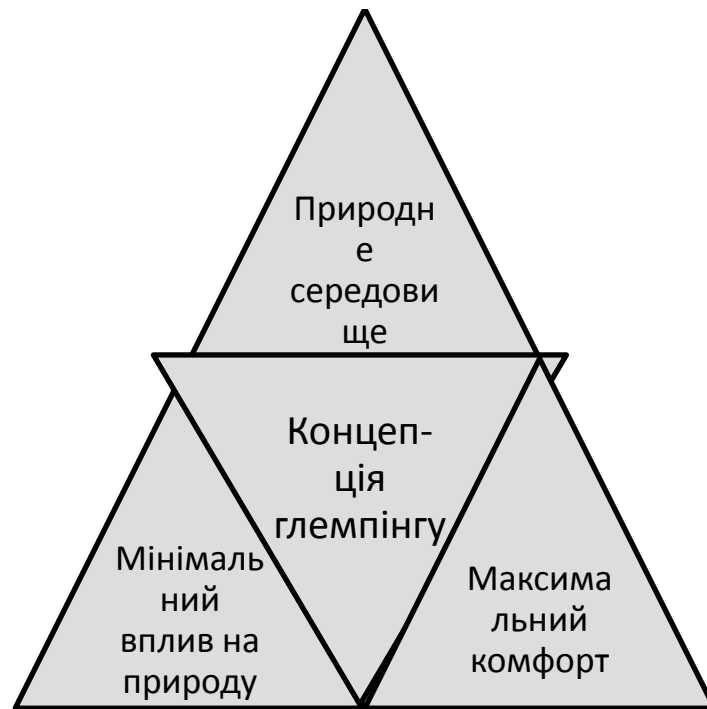 Природн
е
середови
ще
Концеп-
ція
глемпінгу
Мінімаль
ний
вплив на
природу
Максима
льний
комфорт